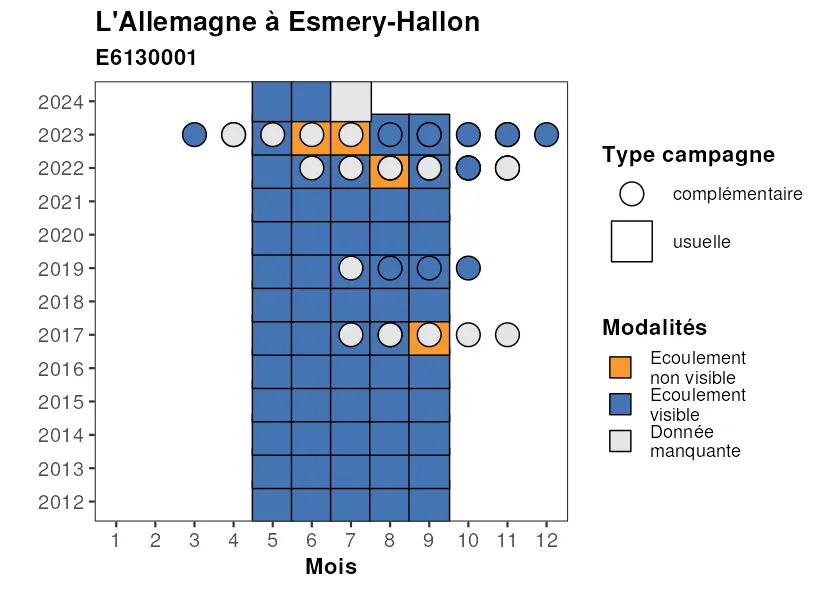 L'Allemagne à Esmery-Hallon
E6130001
2024
2023
2022
2021
2020
2019
2018
2017
2016
2015
2014
2013
2012
1 2 3 4 5 6 7 8 9 10 11 12
Mois
Type campagne
complémentaire
usuelle
Modalités
Ecoulement
non visible
Ecoulement
visible
Donnée
manquante